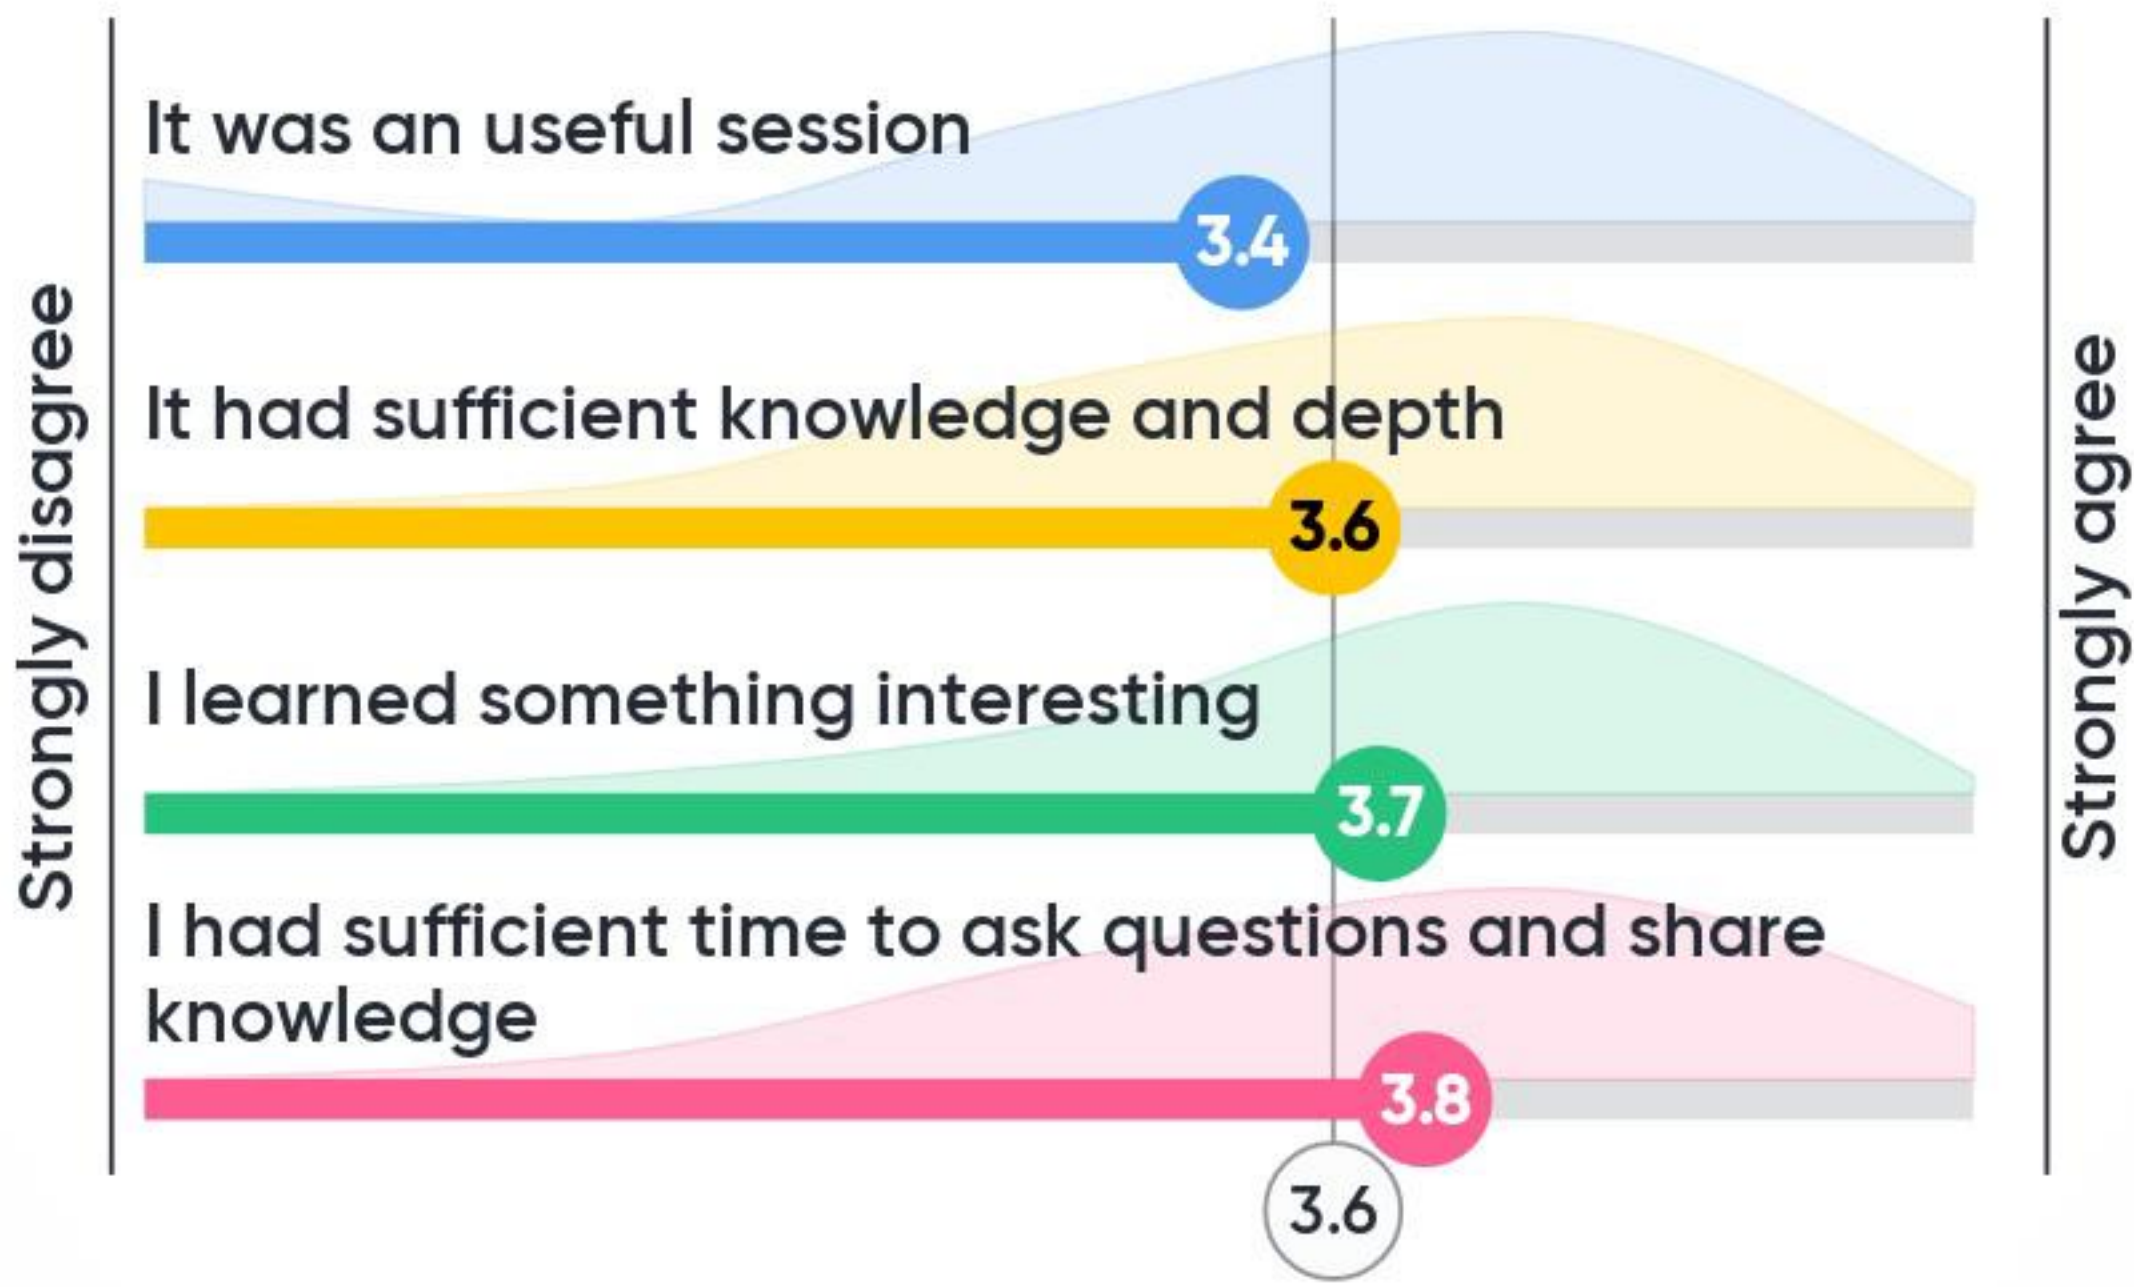 Strongly disagree
It was an useful session
3.4
It had sufficient knowledge and depth
3.6
I learned something interesting
3.7
I had sufficient time to ask questions and share
knowledge
3.8
3.6
Strongly agree